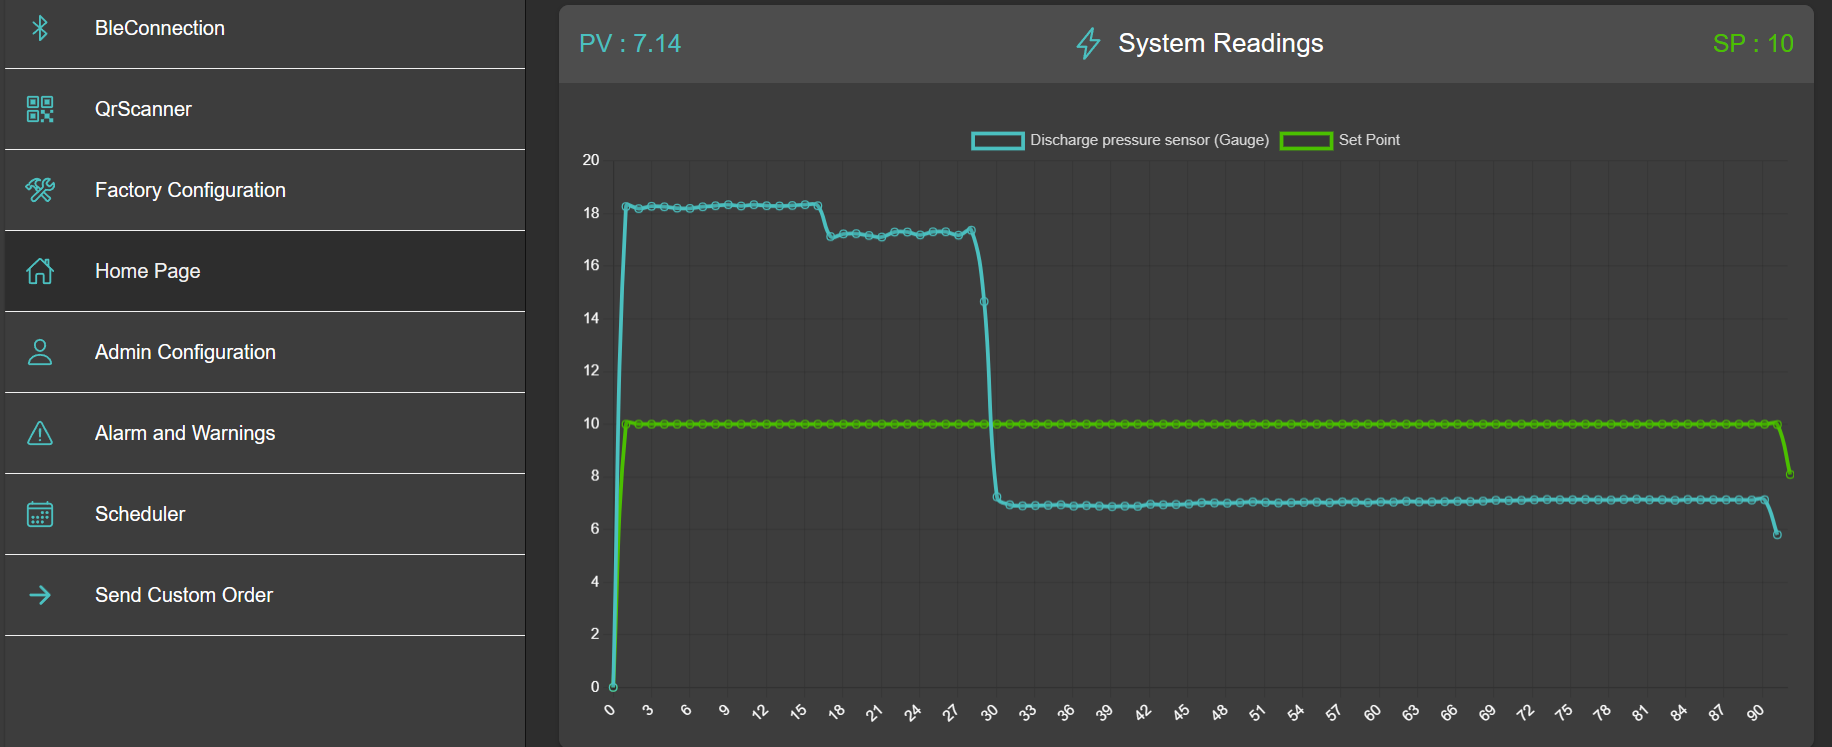 BleConnection
QrScanner
Factory Configuration
Home Page
Admin Configuration
Alarm and Warnings
Scheduler
Send Custom Order
PV : 7.14
System Readings
SP : 10
Discharge pressure sensor (Gauge)
Set Point
20
18
16
14
12
10
8
6
4
2
0
0 3 6 9 12 15 18 21 24 27 30 33 36 39 42 45 48 51 54 57 60 63 66 69 72 75 78 81 84 87 90